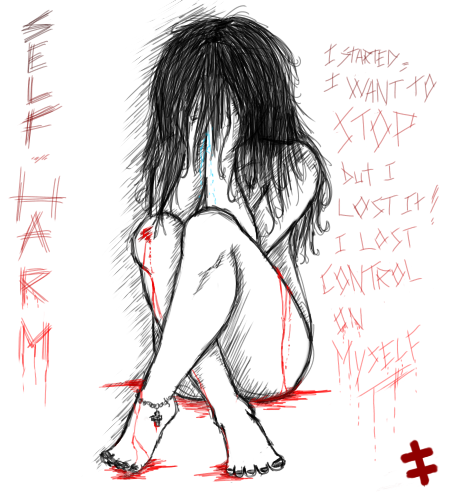 SELF-HARM
I STARTED,
I WANT TO
STOP
but I
LOST It!
I LOST
CONTROL
ON
MYSELF